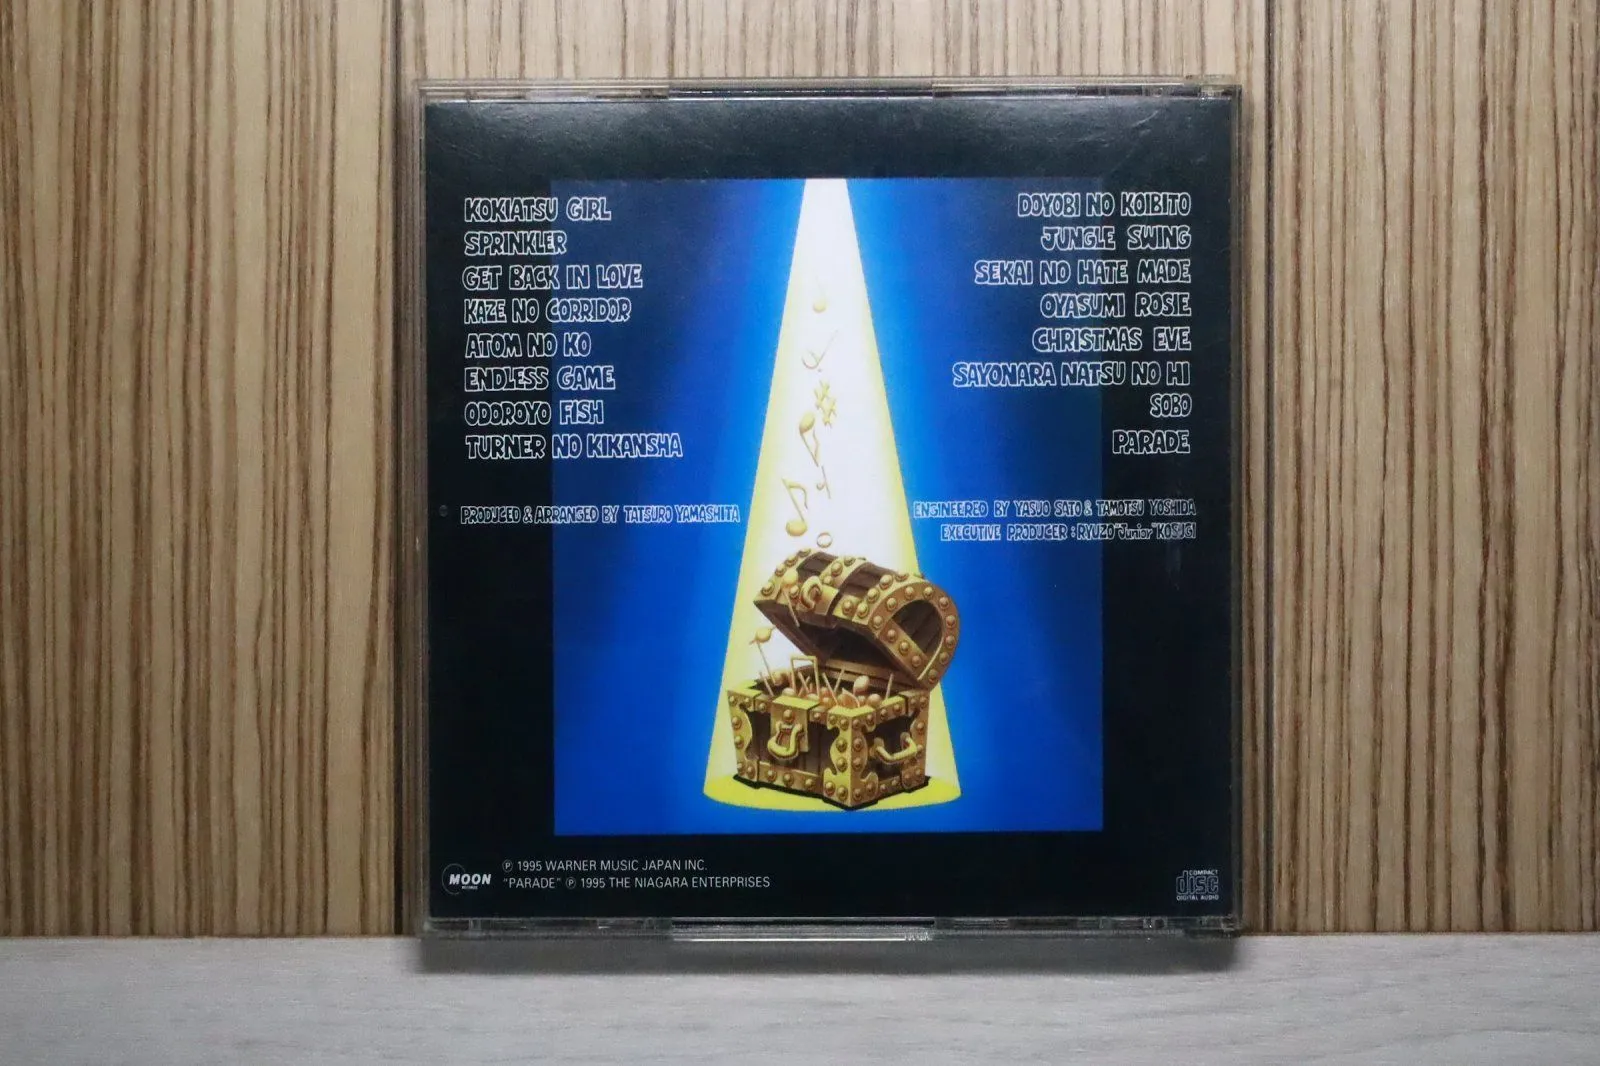 KOKIATSU GIRL
SPRINKLER
GET BACK IN LOVE
KAZE NO CORRIDOR
ATOM NO KO
ENDLESS GAME
ODOROYO FISH
TURNER NO KIKANSHA
DOYOBI NO KOIBITO
JUNGLE SWING
SEKAI NO HATE MADE
OYASUMI ROSIE
CHRISTMAS EVE
SAYONARA NATSU NO HI
SOBO
PARADE
PRODUCED & ARRANGED BY TATSURO YAMASHITA
ENGINEERED BY YASUO SATO & TAMOTSU YOSHIDA
EXECUTIVE PRODUCER : RYUZO "Junior" KOSUGI
MOON
RECORDS
Ⓟ 1995 WARNER MUSIC JAPAN INC.
"PARADE" Ⓟ 1995 THE NIAGARA ENTERPRISES
COMPACT
disc
DIGITAL AUDIO